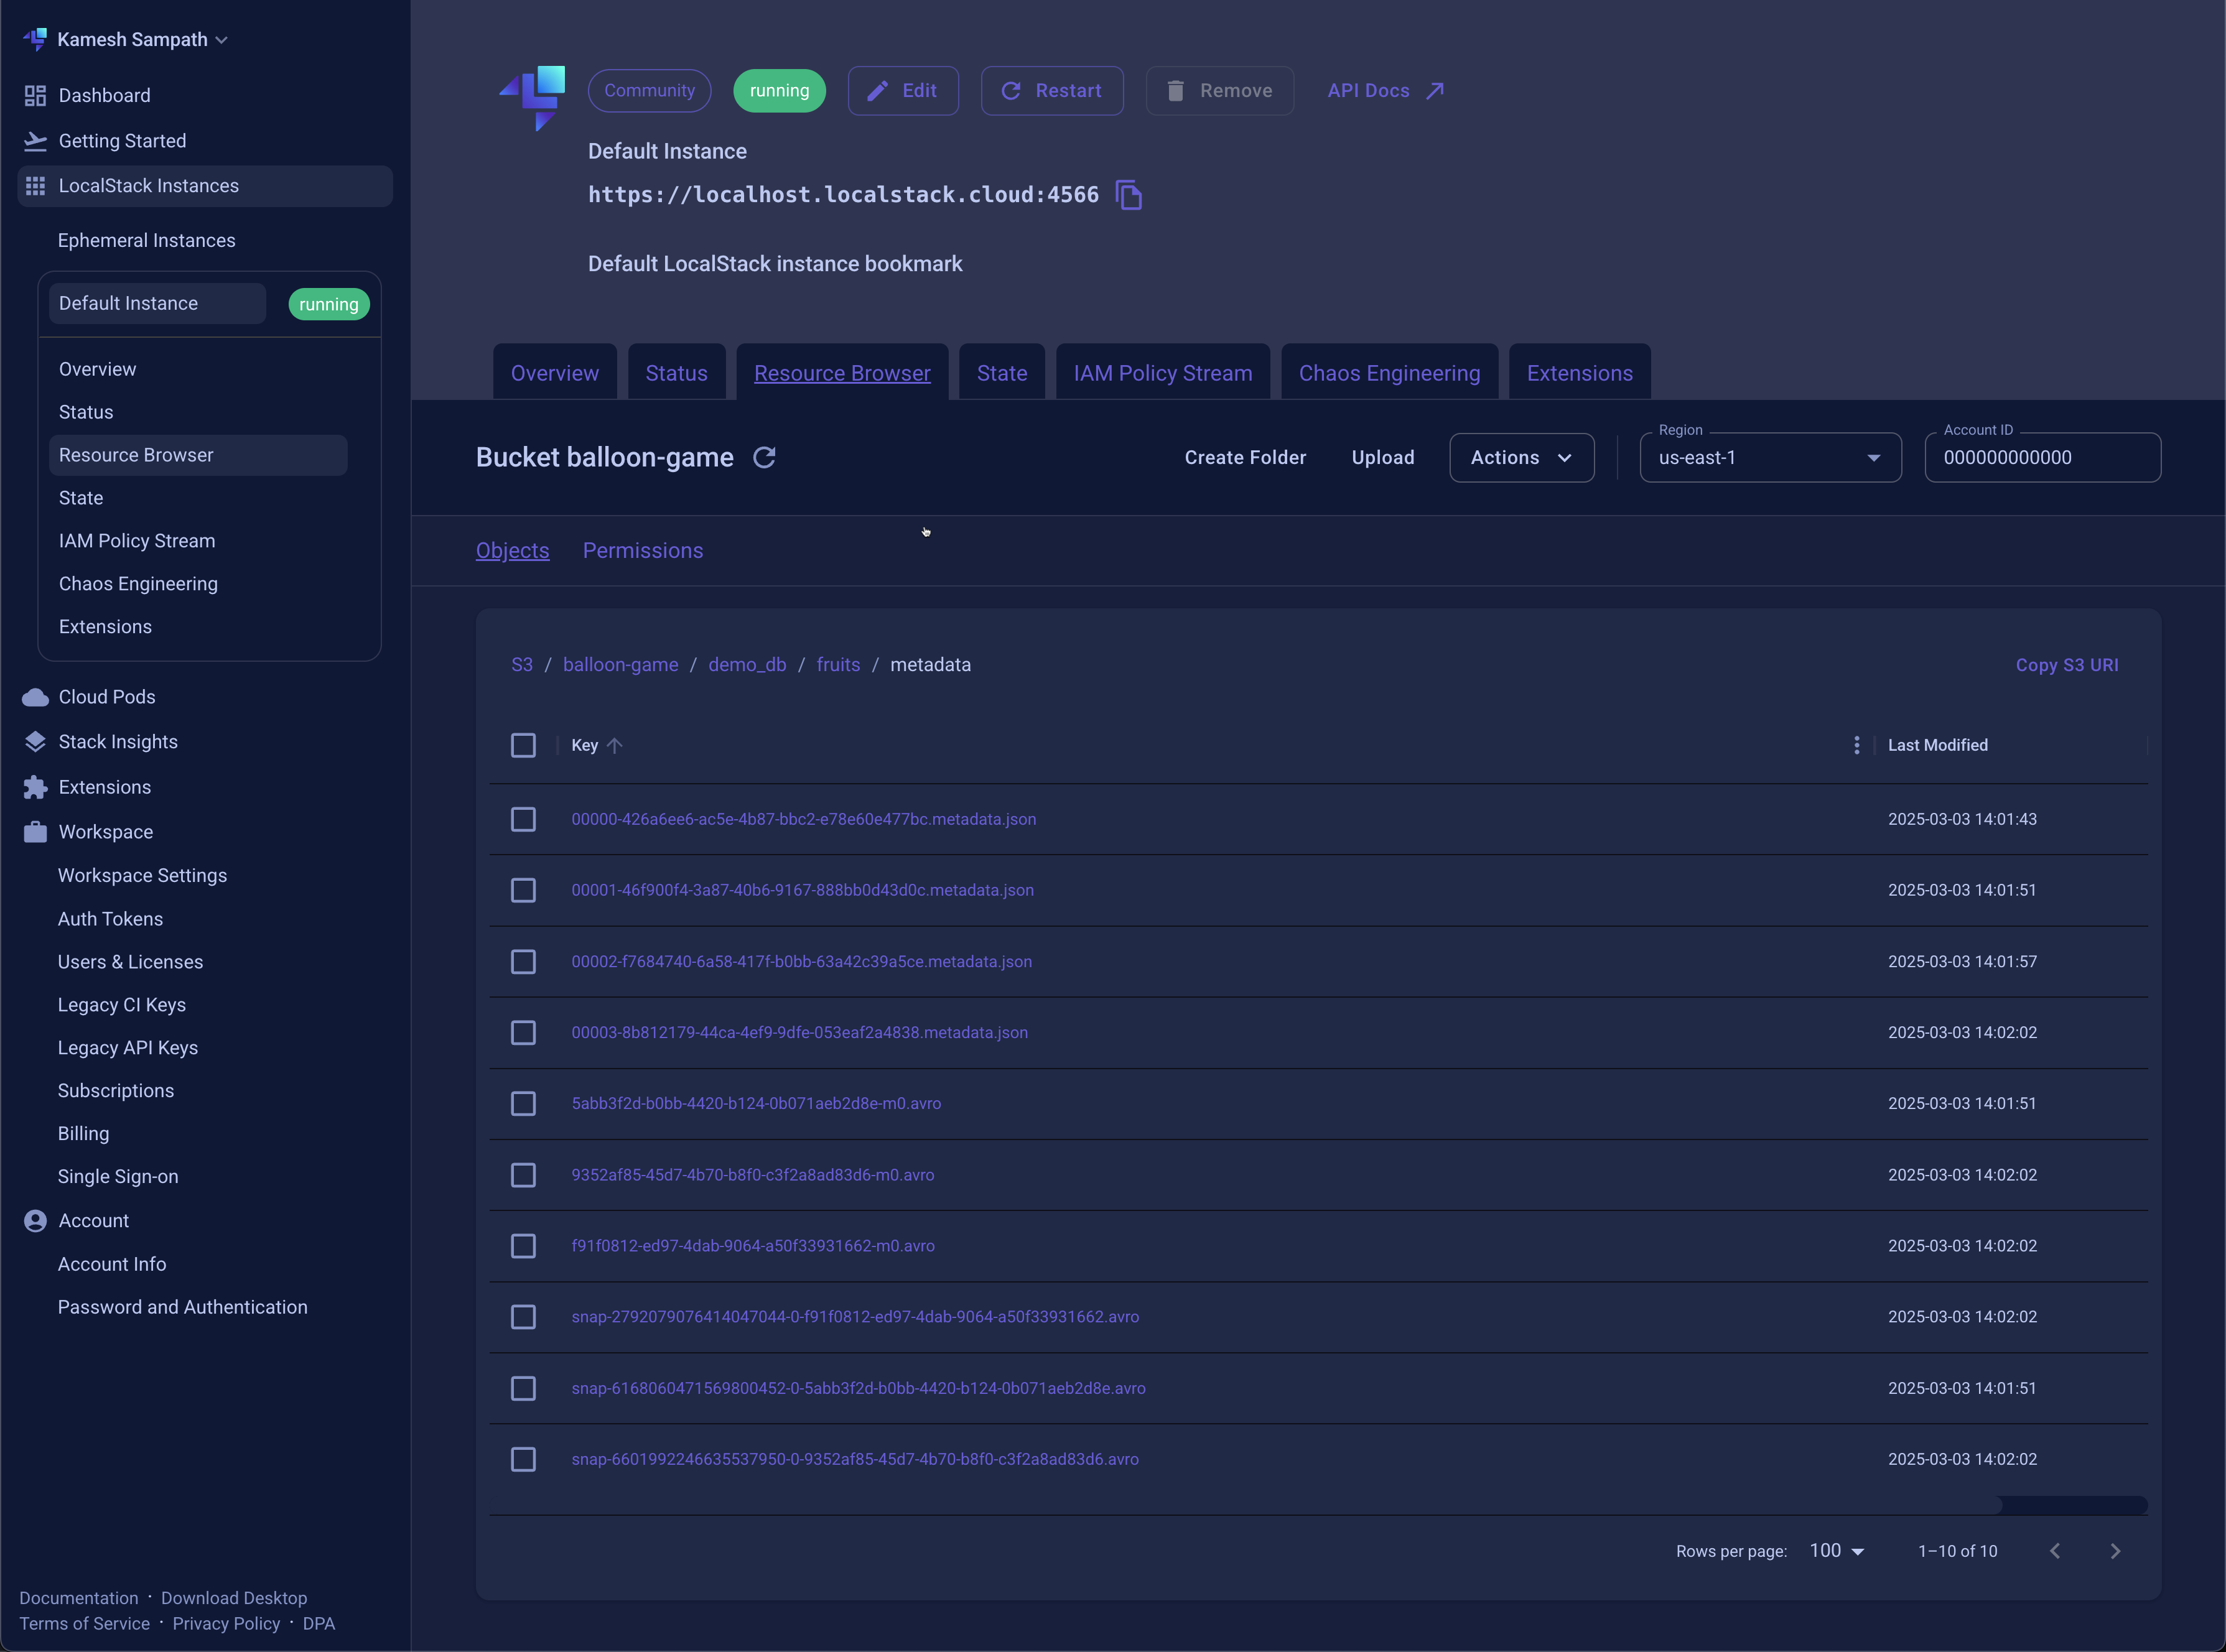 Kamesh Sampath
Dashboard
Getting Started
LocalStack Instances
Ephemeral Instances
Default Instance running
Overview
Status
Resource Browser
State
IAM Policy Stream
Chaos Engineering
Extensions
Cloud Pods
Stack Insights
Extensions
Workspace
Workspace Settings
Auth Tokens
Users & Licenses
Legacy CI Keys
Legacy API Keys
Subscriptions
Billing
Single Sign-on
Account
Account Info
Password and Authentication
Documentation · Download Desktop
Terms of Service · Privacy Policy · DPA
Community running Edit Restart Remove API Docs
Default Instance
https://localhost.localstack.cloud:4566
Default LocalStack instance bookmark
Overview Status Resource Browser State IAM Policy Stream Chaos Engineering Extensions
Region Account ID
Bucket balloon-game Create Folder Upload Actions us-east-1 000000000000
Objects Permissions
S3 / balloon-game / demo_db / fruits / metadata Copy S3 URI
Key Last Modified
00000-426a6ee6-ac5e-4b87-bbc2-e78e60e477bc.metadata.json 2025-03-03 14:01:43
00001-46f900f4-3a87-40b6-9167-888bb0d43d0c.metadata.json 2025-03-03 14:01:51
00002-f7684740-6a58-417f-b0bb-63a42c39a5ce.metadata.json 2025-03-03 14:01:57
00003-8b812179-44ca-4ef9-9dfe-053eaf2a4838.metadata.json 2025-03-03 14:02:02
5abb3f2d-b0bb-4420-b124-0b071aeb2d8e-m0.avro 2025-03-03 14:01:51
9352af85-45d7-4b70-b8f0-c3f2a8ad83d6-m0.avro 2025-03-03 14:02:02
f91f0812-ed97-4dab-9064-a50f33931662-m0.avro 2025-03-03 14:02:02
snap-2792079076414047044-0-f91f0812-ed97-4dab-9064-a50f33931662.avro 2025-03-03 14:02:02
snap-6168060471569800452-0-5abb3f2d-b0bb-4420-b124-0b071aeb2d8e.avro 2025-03-03 14:01:51
snap-6601992246635537950-0-9352af85-45d7-4b70-b8f0-c3f2a8ad83d6.avro 2025-03-03 14:02:02
Rows per page: 100 1–10 of 10